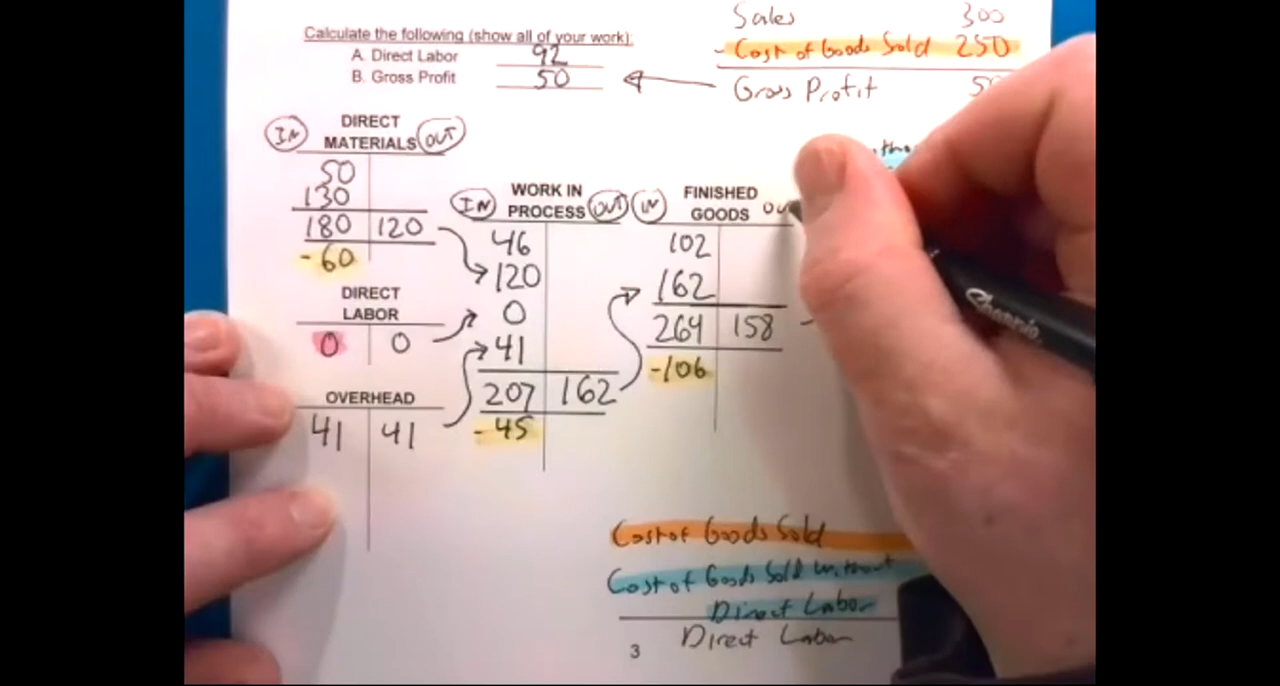 Calculate the following (show all of your work):
A. Direct Labor 92
B. Gross Profit 50
Sales 300
- Cost of Goods Sold 250
Gross Profit
IN DIRECT MATERIALS OUT
50
130
180 120
-60
DIRECT
LABOR
0 0
OVERHEAD
41 41
IN WORK IN PROCESS OUT
46
120
0
41
207 162
-45
IN FINISHED
GOODS
102
162
264 158
-106
Cost of Goods Sold
Cost of Goods Sold without
Direct Labor
Direct Labor
3
Sharpie